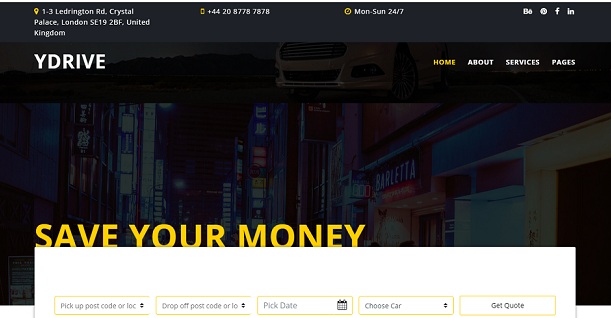 1-3 Ledrington Rd, Crystal
Palace, London SE19 2BF, United
Kingdom
+44 20 8778 7878
Mon-Sun 24/7
Bē
YDRIVE
HOME ABOUT SERVICES PAGES
BARLETTA
SAVE YOUR MONEY
Pick up post code or loc
Drop off post code or lo
Pick Date
Choose Car
Get Quote